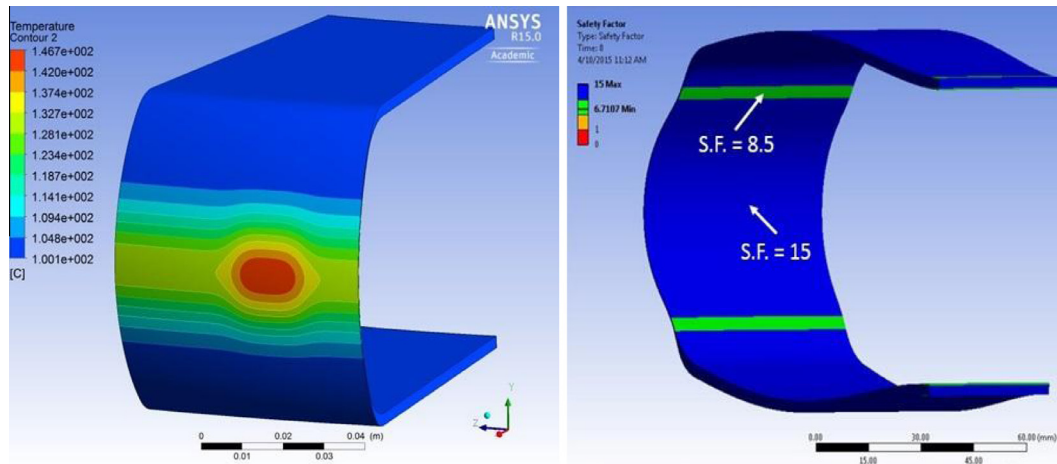 Temperature
Contour 2
1.467e+002
1.420e+002
1.374e+002
1.327e+002
1.281e+002
1.234e+002
1.187e+002
1.141e+002
1.094e+002
1.048e+002
1.001e+002
[C]
ANSYS
R15.0
Academic
Y
Z
0
0.02
0.04 (m)
0.01
0.03
Safety Factor
Type: Safety Factor
Time: 8
4/18/2015 11:12 AM
15 Max
6.7107 Min
1
0
S.F. = 8.5
S.F. = 15
0.00
30.00
60.00 (mm)
15.00
45.00